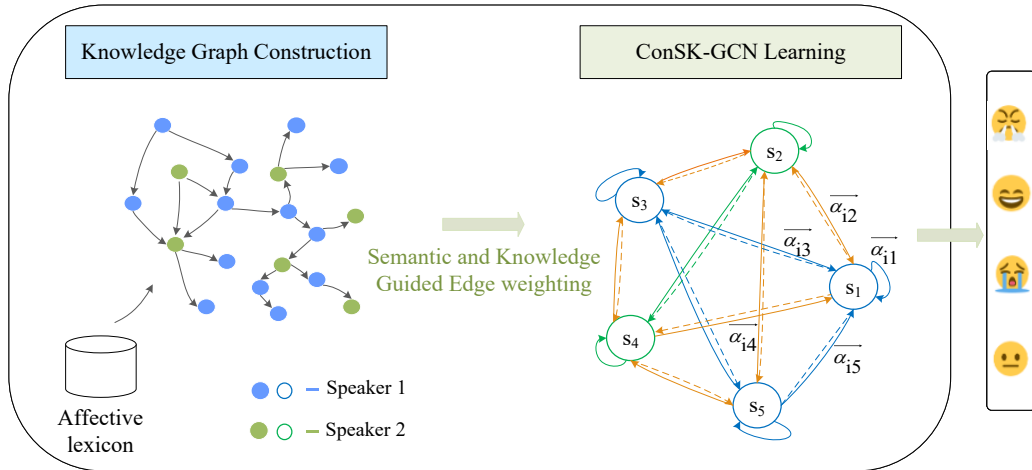 Knowledge Graph Construction
ConSK-GCN Learning
Semantic and Knowledge
Guided Edge weighting
Affective
lexicon
Speaker 1
Speaker 2
s₂
s₃
αi2
αi3
αi1
s₁
s₄
αi4
αi5
s₅